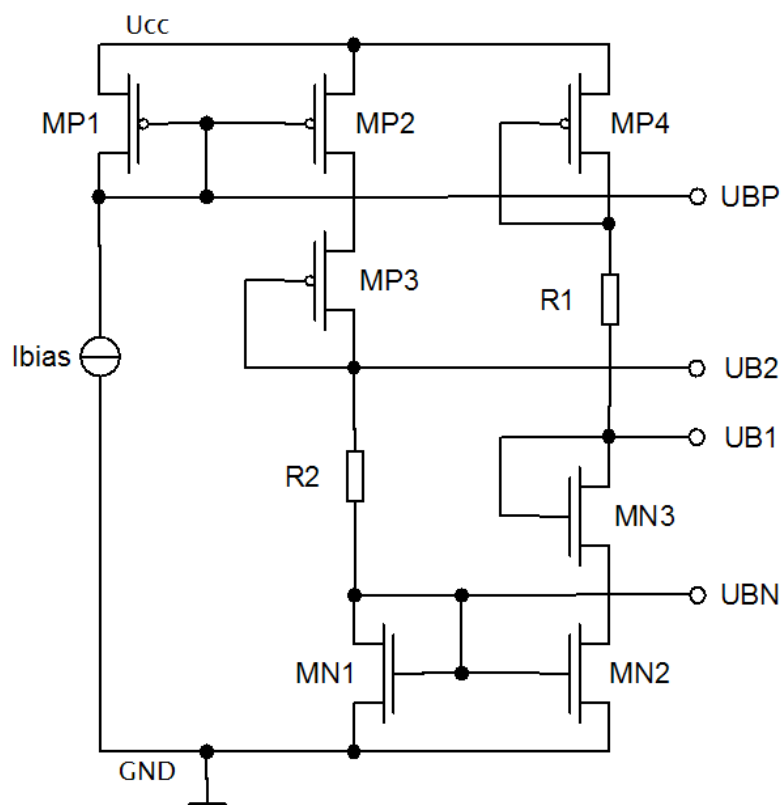 Ucc
MP1
MP2
MP4
UBP
MP3
R1
Ibias
UB2
UB1
R2
MN3
UBN
MN1
MN2
GND